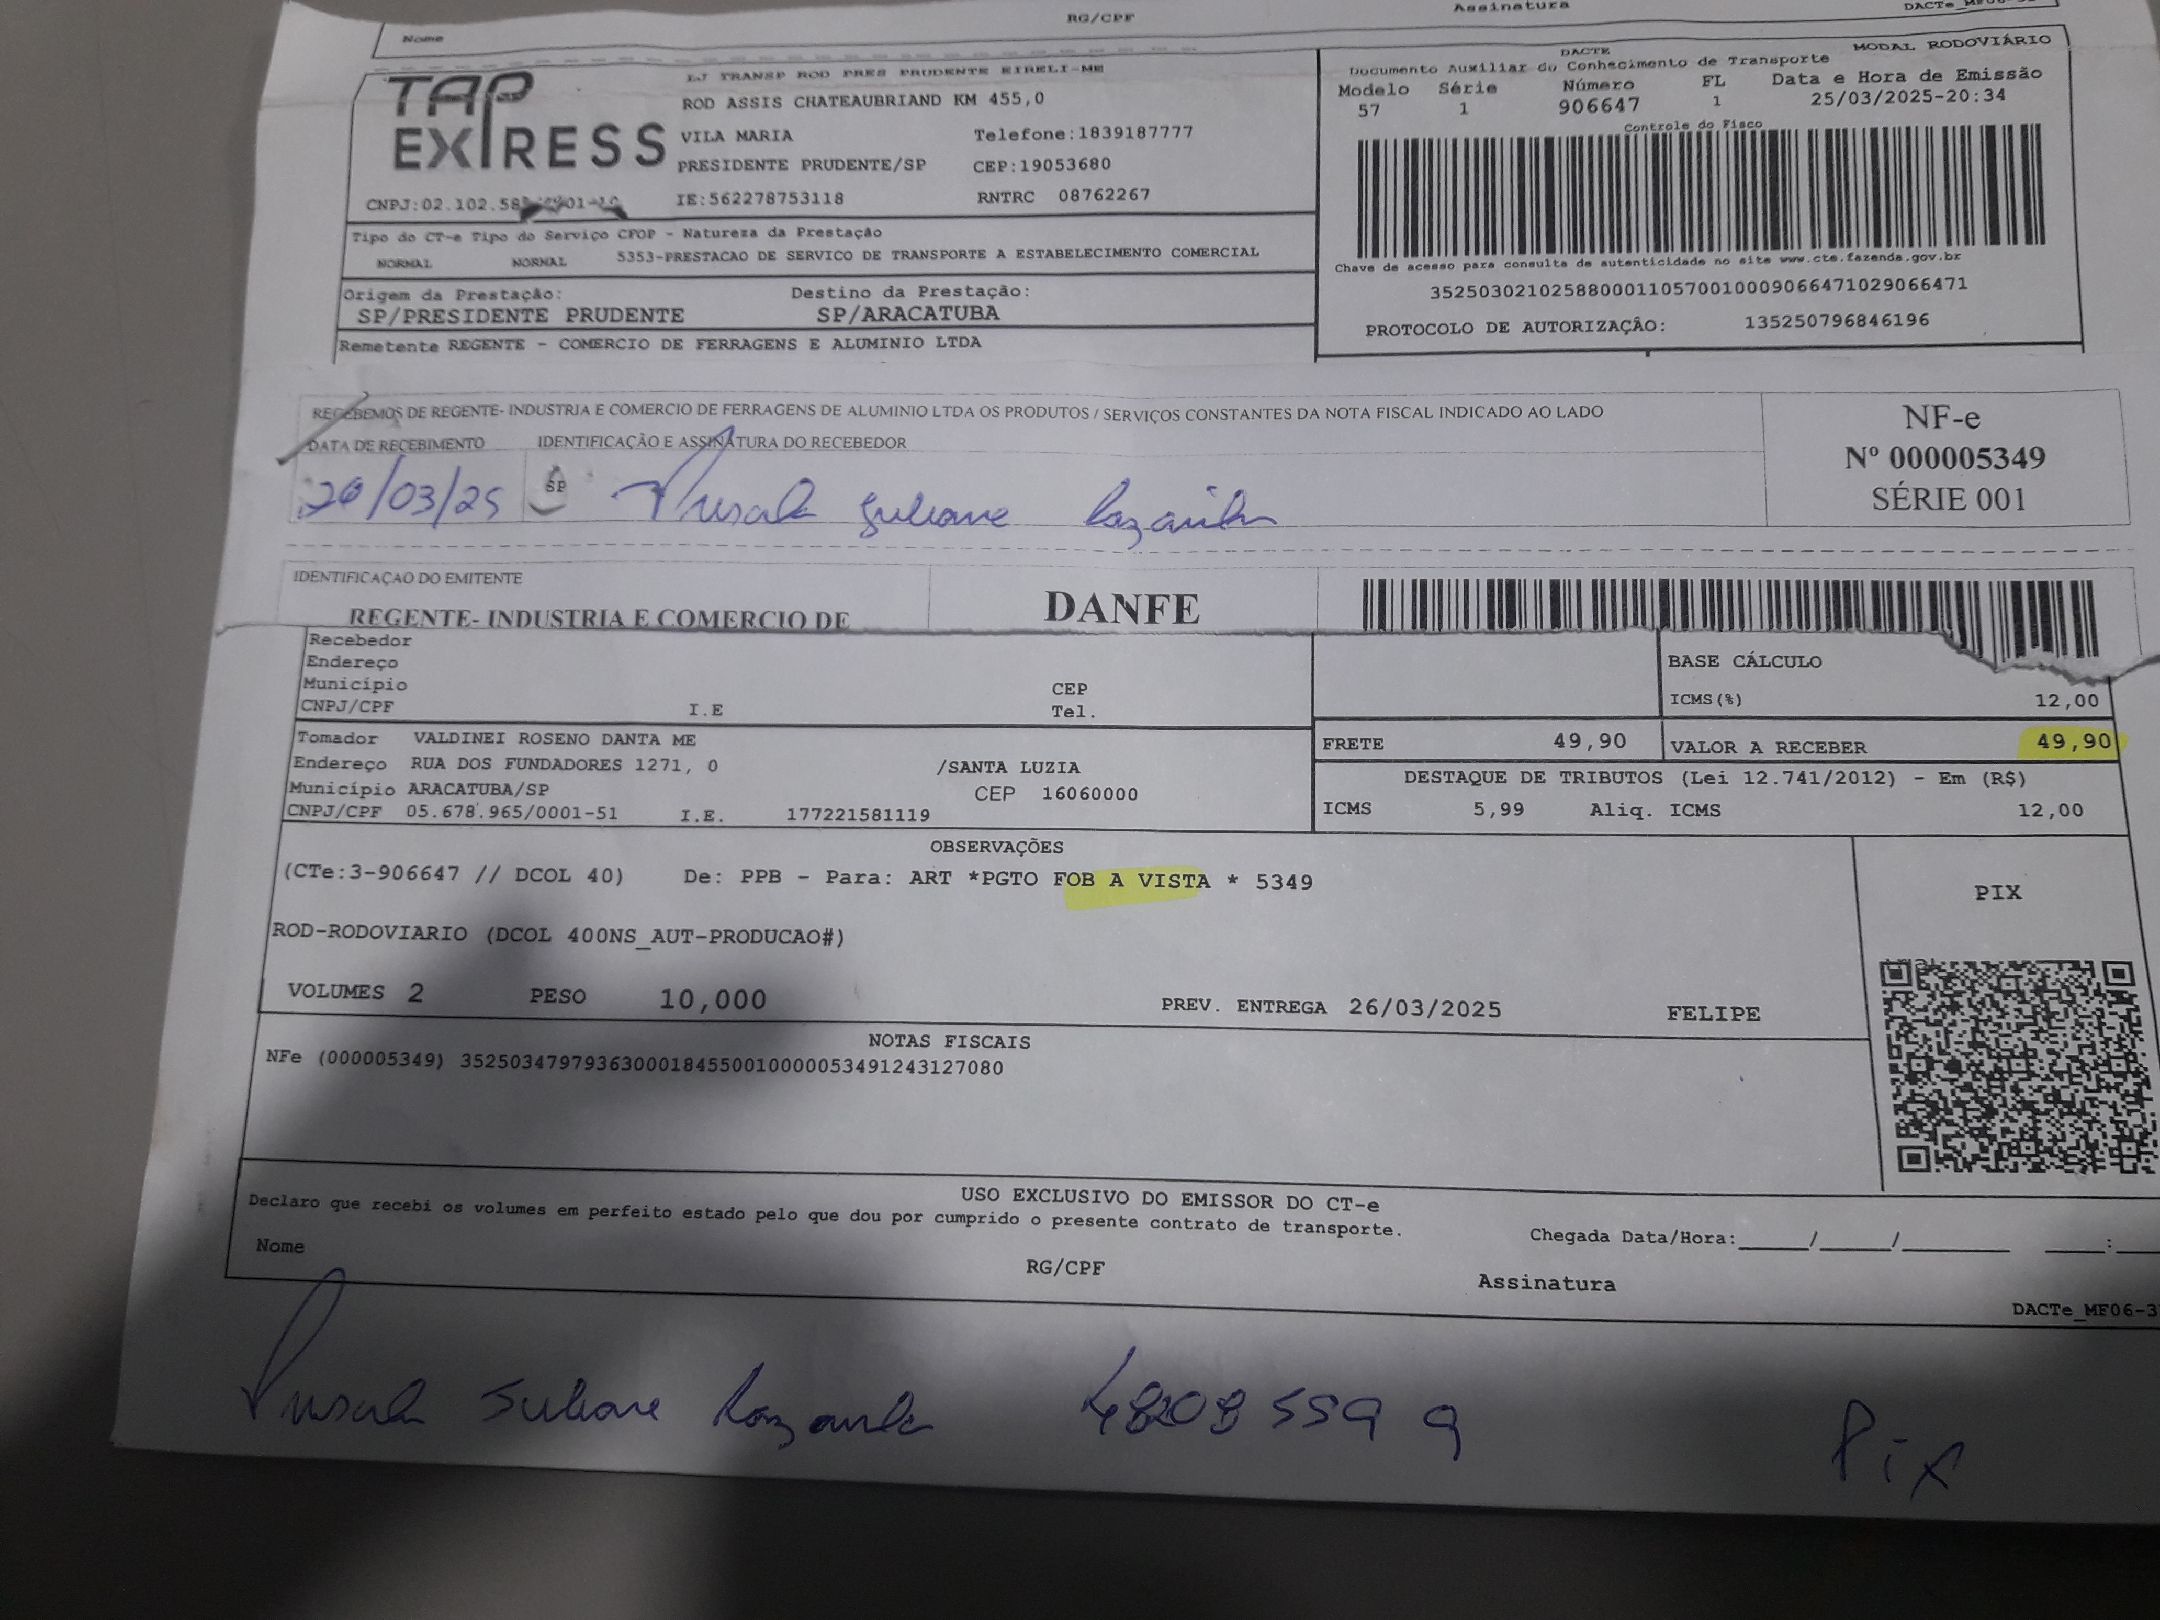 Nome RG/CPF Assinatura
TAP EXPRESS
LJ TRANSP ROD PRES PRUDENTE EIRELI-ME
ROD ASSIS CHATEAUBRIAND KM 455,0
VILA MARIA Telefone:1839187777
PRESIDENTE PRUDENTE/SP CEP:19053680
CNPJ:02.102.58 IE:562278753118 RNTRC 08762267
DACTE MODAL RODOVIÁRIO
Documento Auxiliar do Conhecimento de Transporte
Modelo Série Número FL Data e Hora de Emissão
57 1 906647 1 25/03/2025-20:34
Controle do Fisco
Chave de acesso para consulta de autenticidade no site www.cte.fazenda.gov.br
35250302102588000110570010009066471029066471
PROTOCOLO DE AUTORIZAÇÃO: 135250796846196
Tipo do CT-e Tipo do Serviço CFOP - Natureza da Prestação
NORMAL NORMAL 5353-PRESTACAO DE SERVICO DE TRANSPORTE A ESTABELECIMENTO COMERCIAL
Origem da Prestação: Destino da Prestação:
SP/PRESIDENTE PRUDENTE SP/ARACATUBA
Remetente REGENTE - COMERCIO DE FERRAGENS E ALUMINIO LTDA
RECEBEMOS DE REGENTE- INDUSTRIA E COMERCIO DE FERRAGENS DE ALUMINIO LTDA OS PRODUTOS / SERVIÇOS CONSTANTES DA NOTA FISCAL INDICADO AO LADO
DATA DE RECEBIMENTO IDENTIFICAÇÃO E ASSINATURA DO RECEBEDOR
26/03/25 SP Juliane
NF-e
Nº 000005349
SÉRIE 001
IDENTIFICAÇAO DO EMITENTE
REGENTE- INDUSTRIA E COMERCIO DE DANFE
Recebedor
Endereço
Município CEP
CNPJ/CPF I.E Tel.
BASE CÁLCULO
ICMS(%) 12,00
Tomador VALDINEI ROSENO DANTA ME
Endereço RUA DOS FUNDADORES 1271, 0 /SANTA LUZIA
Município ARACATUBA/SP CEP 16060000
CNPJ/CPF 05.678.965/0001-51 I.E. 177221581119
FRETE 49,90 VALOR A RECEBER 49,90
DESTAQUE DE TRIBUTOS (Lei 12.741/2012) - Em (R$)
ICMS 5,99 Aliq. ICMS 12,00
OBSERVAÇÕES
(CTe:3-906647 // DCOL 40) De: PPB - Para: ART *PGTO FOB A VISTA * 5349
ROD-RODOVIARIO (DCOL 400NS_AUT-PRODUCAO#)
VOLUMES 2 PESO 10,000 PREV. ENTREGA 26/03/2025 FELIPE
PIX
NOTAS FISCAIS
NFe (000005349) 35250347979363000184550010000053491243127080
USO EXCLUSIVO DO EMISSOR DO CT-e
Declaro que recebi os volumes em perfeito estado pelo que dou por cumprido o presente contrato de transporte.
Chegada Data/Hora:_____/_____/________ ____:
Nome RG/CPF Assinatura
DACTe_MF06-3
Juliane 48208559 9 Pix